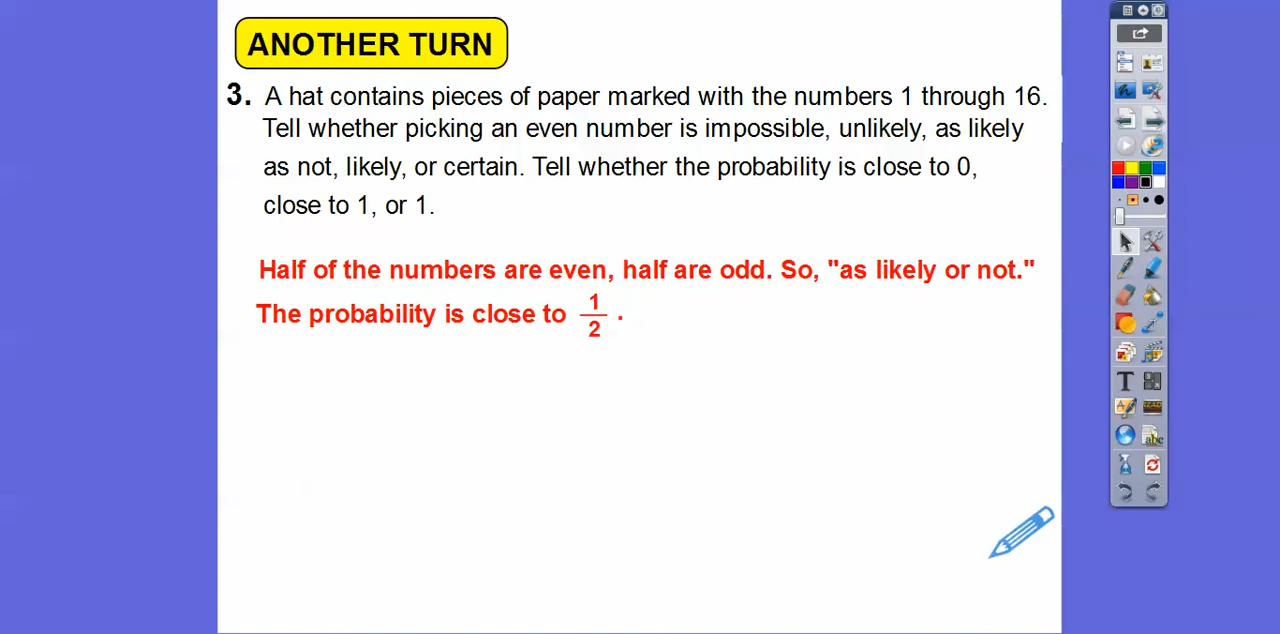 ANOTHER TURN
3. A hat contains pieces of paper marked with the numbers 1 through 16.
Tell whether picking an even number is impossible, unlikely, as likely
as not, likely, or certain. Tell whether the probability is close to 0,
close to 1, or 1.
Half of the numbers are even, half are odd. So, "as likely or not."
The probability is close to 1/2 .
T
abc